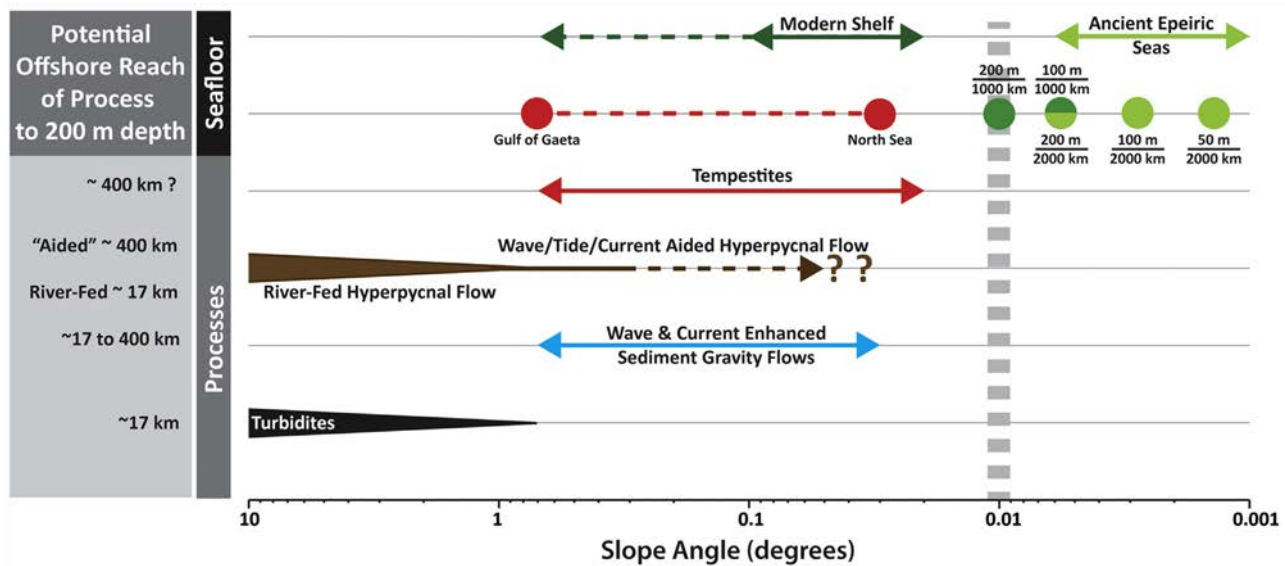 Potential
Offshore Reach
of Process
to 200 m depth
Seafloor
Modern Shelf
Ancient Epeiric
Seas
200 m
1000 km
100 m
1000 km
Gulf of Gaeta
North Sea
200 m
2000 km
100 m
2000 km
50 m
2000 km
Processes
~ 400 km ?
Tempestites
“Aided” ~ 400 km
Wave/Tide/Current Aided Hyperpycnal Flow
? ?
River-Fed ~ 17 km
River-Fed Hyperpycnal Flow
~17 to 400 km
Wave & Current Enhanced
Sediment Gravity Flows
~17 km
Turbidites
10
1
0.1
0.01
0.001
Slope Angle (degrees)